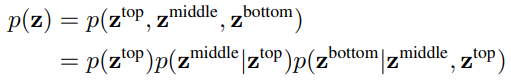 p(z) = p(z^top, z^middle, z^bottom)
= p(z^top)p(z^middle|z^top)p(z^bottom|z^middle, z^top)